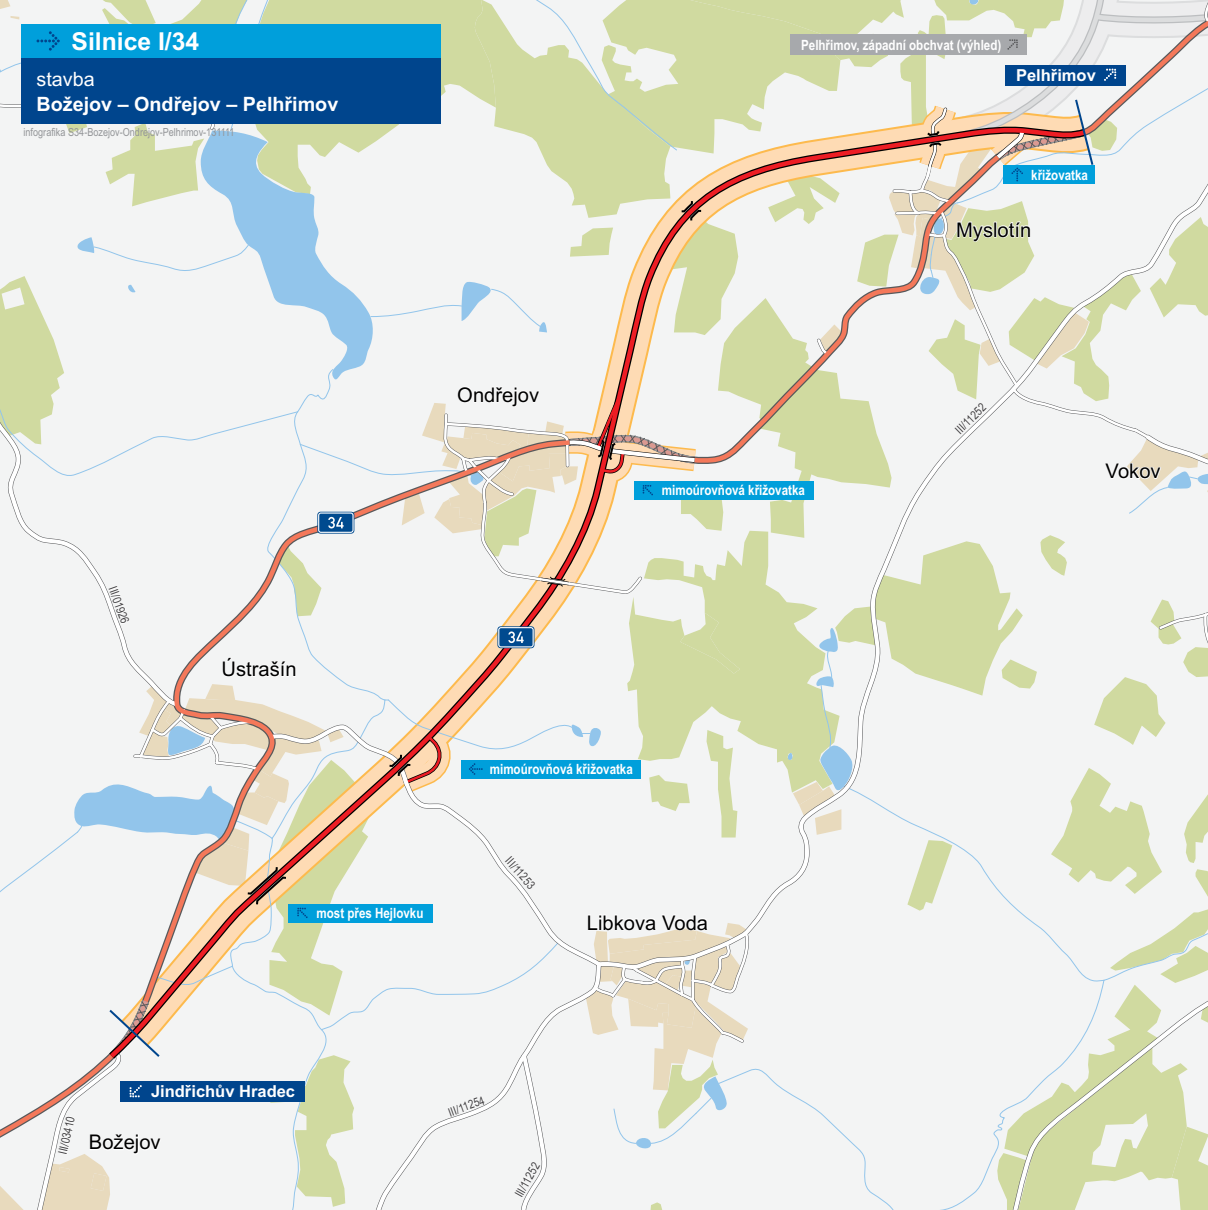 Silnice I/34
stavba
Božejov – Ondřejov – Pelhřimov
infografika S34-Bozejov-Ondrejov-Pelhrimov-181111
Pelhřimov, západní obchvat (výhled)
Pelhřimov
křižovatka
Myslotín
Ondřejov
III/11252
Vokov
mimoúrovňová křižovatka
34
III/01926
34
Ústrašín
mimoúrovňová křižovatka
III/11253
most přes Hejlovku
Libkova Voda
Jindřichův Hradec
III/11254
III/03410
Božejov
III/11252